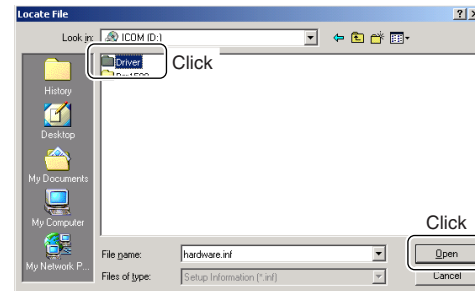 Locate File
Look in: ICOM (D:)
Driver
Click
History
Desktop
My Documents
My Computer
My Network P...
Click
File name: hardware.inf
Open
Files of type: Setup Information (*.inf)
Cancel